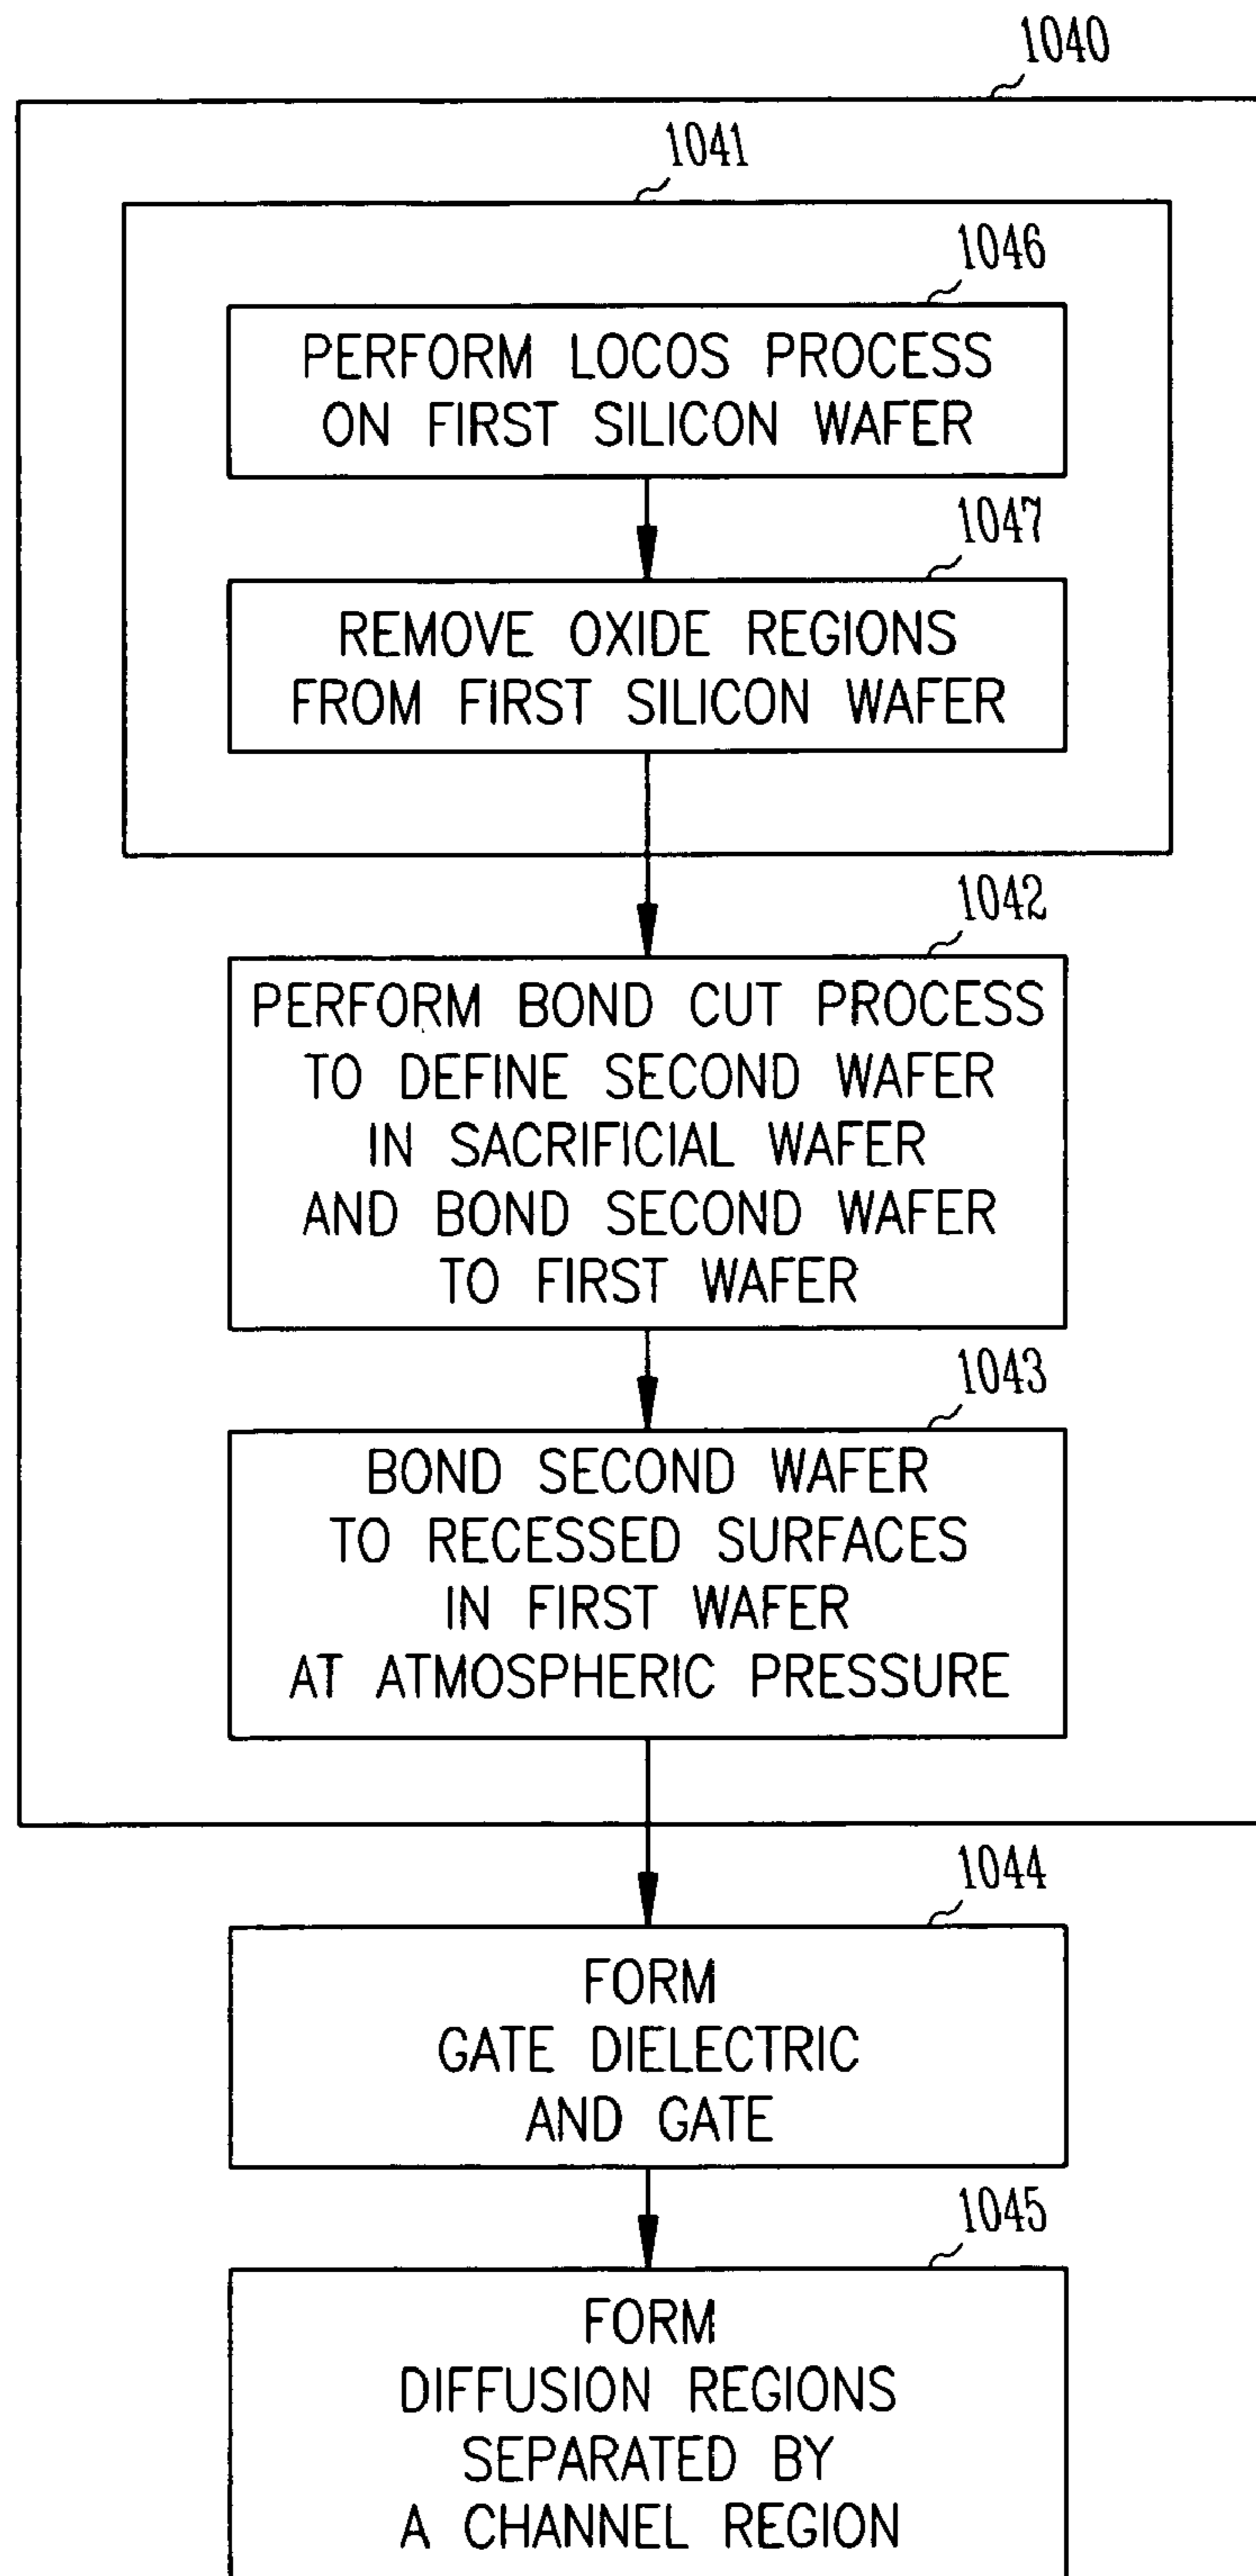 1040
1041
1046
PERFORM LOCOS PROCESS
ON FIRST SILICON WAFER
1047
REMOVE OXIDE REGIONS
FROM FIRST SILICON WAFER
1042
PERFORM BOND CUT PROCESS
TO DEFINE SECOND WAFER
IN SACRIFICIAL WAFER
AND BOND SECOND WAFER
TO FIRST WAFER
1043
BOND SECOND WAFER
TO RECESSED SURFACES
IN FIRST WAFER
AT ATMOSPHERIC PRESSURE
1044
FORM
GATE DIELECTRIC
AND GATE
1045
FORM
DIFFUSION REGIONS
SEPARATED BY
A CHANNEL REGION